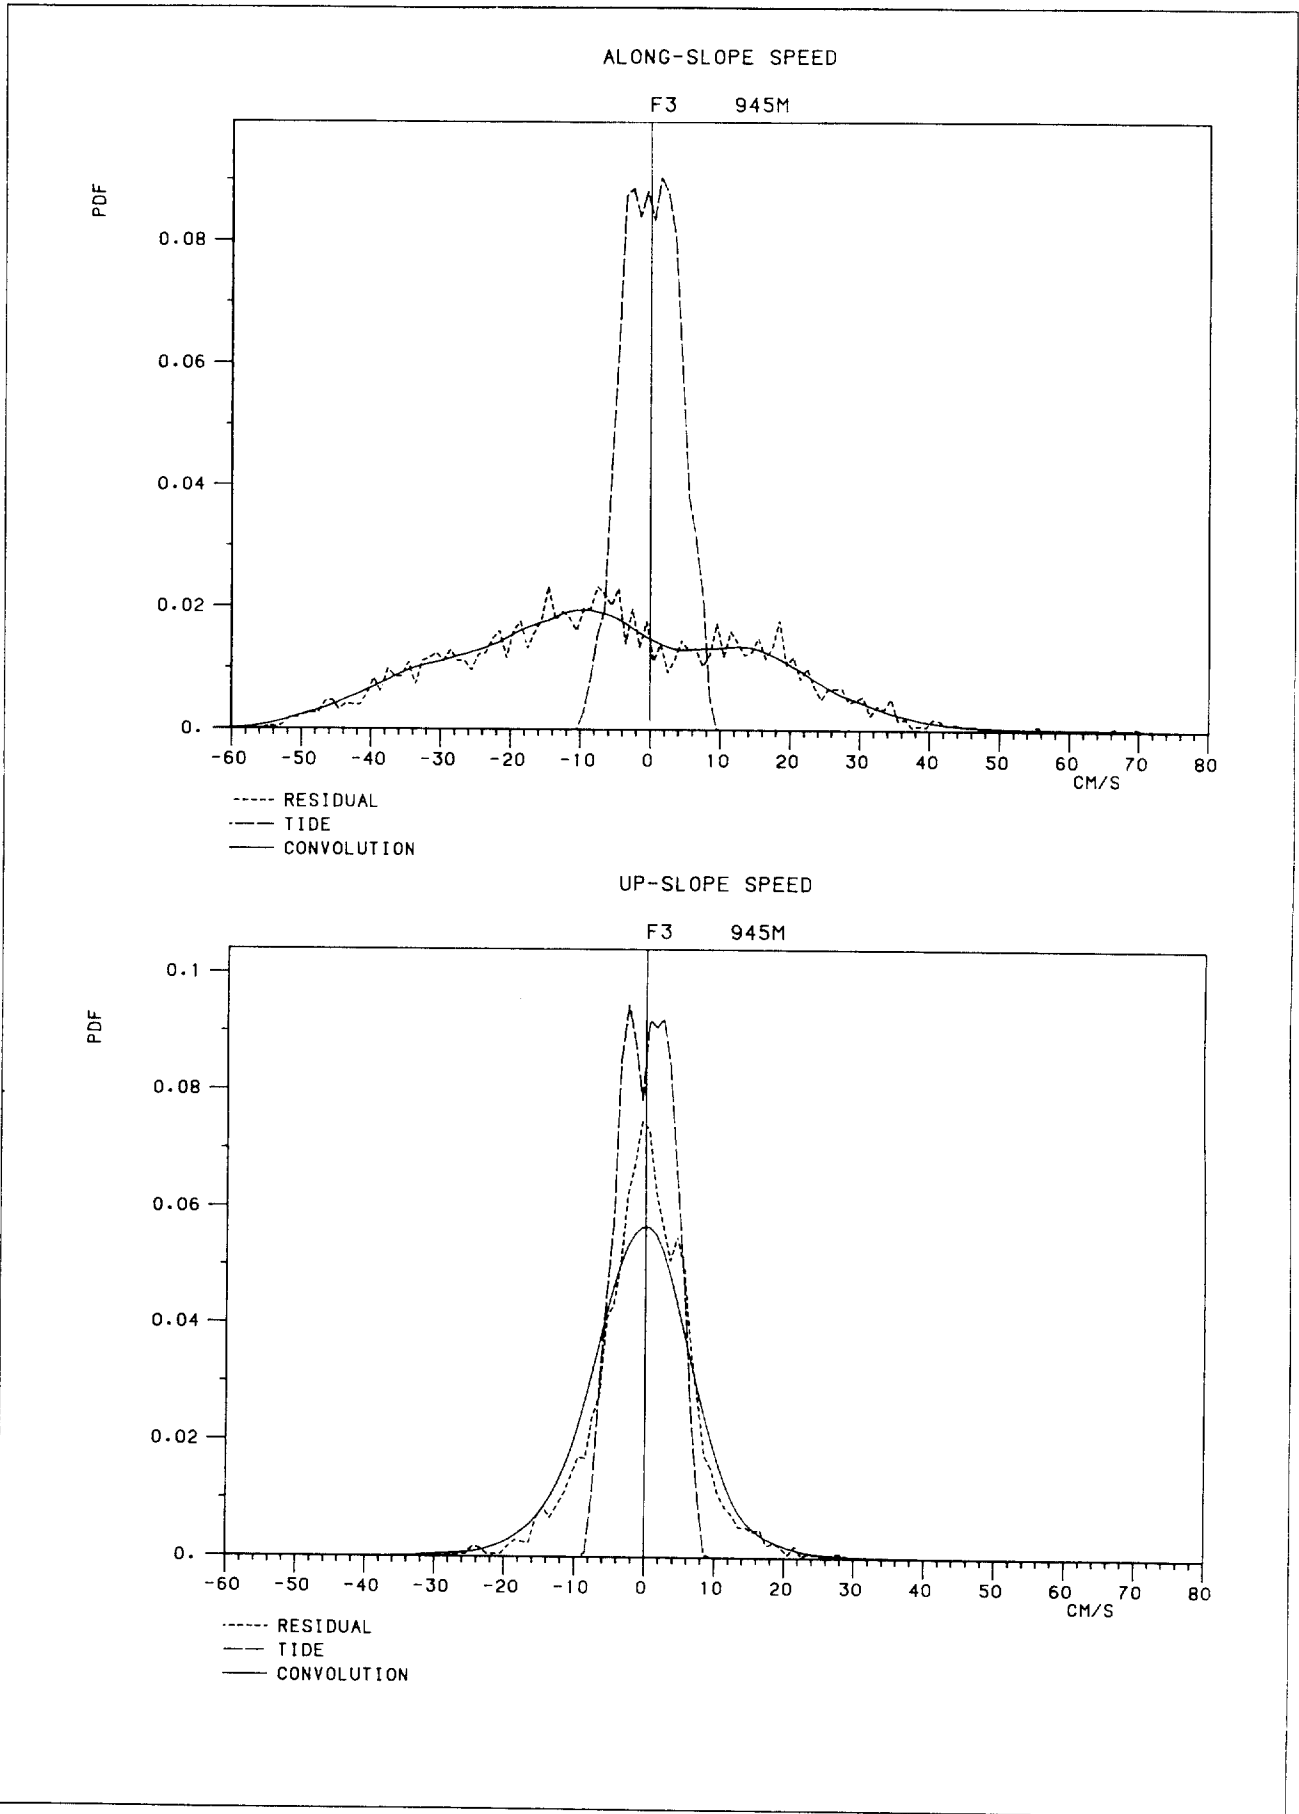 ALONG-SLOPE SPEED
F3 945M
PDF
0.08
0.06
0.04
0.02
0.
-60 -50 -40 -30 -20 -10 0 10 20 30 40 50 60 70 80
CM/S
RESIDUAL
TIDE
CONVOLUTION
UP-SLOPE SPEED
F3 945M
PDF
0.1
0.08
0.06
0.04
0.02
0.
-60 -50 -40 -30 -20 -10 0 10 20 30 40 50 60 70 80
CM/S
RESIDUAL
TIDE
CONVOLUTION